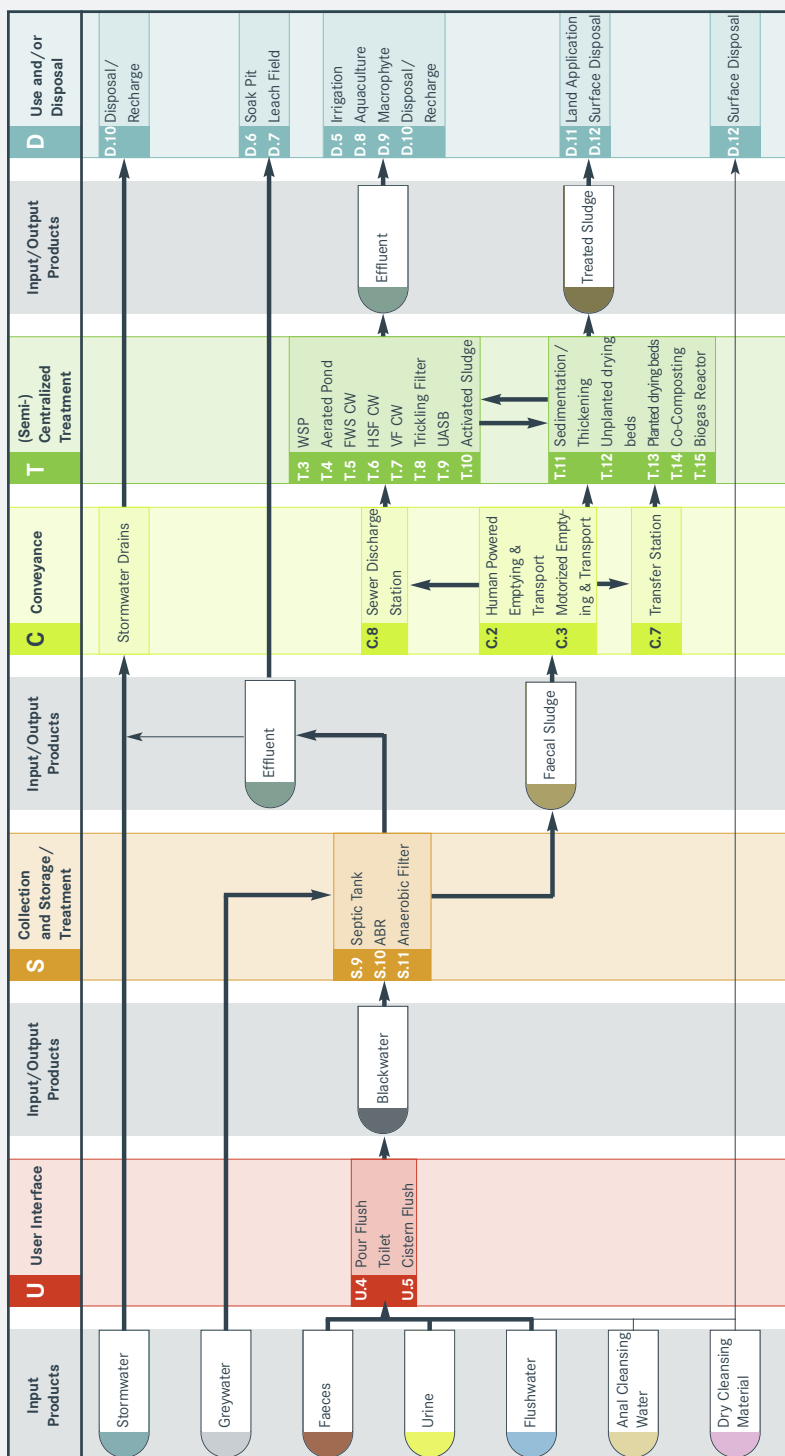 Input
Products
U
User Interface
Input/Output
Products
S
Collection
and Storage/
Treatment
Input/Output
Products
C
Conveyance
T
(Semi-)
Centralized
Treatment
Input/Output
Products
D
Use and/or
Disposal
Stormwater
Stormwater Drains
D.10 Disposal/
Recharge
Greywater
Effluent
D.6 Soak Pit
D.7 Leach Field
Faeces
Urine
Flushwater
Anal Cleansing
Water
Dry Cleansing
Material
U.4 Pour Flush
Toilet
U.5 Cistern Flush
Blackwater
S.9 Septic Tank
S.10 ABR
S.11 Anaerobic Filter
Faecal Sludge
C.8 Sewer Discharge
Station
C.2 Human Powered
Emptying &
Transport
C.3 Motorized Empty-
ing & Transport
C.7 Transfer Station
T.3 WSP
T.4 Aerated Pond
T.5 FWS CW
T.6 HSF CW
T.7 VF CW
T.8 Trickling Filter
T.9 UASB
T.10 Activated Sludge
T.11 Sedimentation/
Thickening
T.12 Unplanted drying
beds
T.13 Planted drying beds
T.14 Co-Composting
T.15 Biogas Reactor
Effluent
Treated Sludge
D.5 Irrigation
D.8 Aquaculture
D.9 Macrophyte
D.10 Disposal/
Recharge
D.11 Land Application
D.12 Surface Disposal
D.12 Surface Disposal